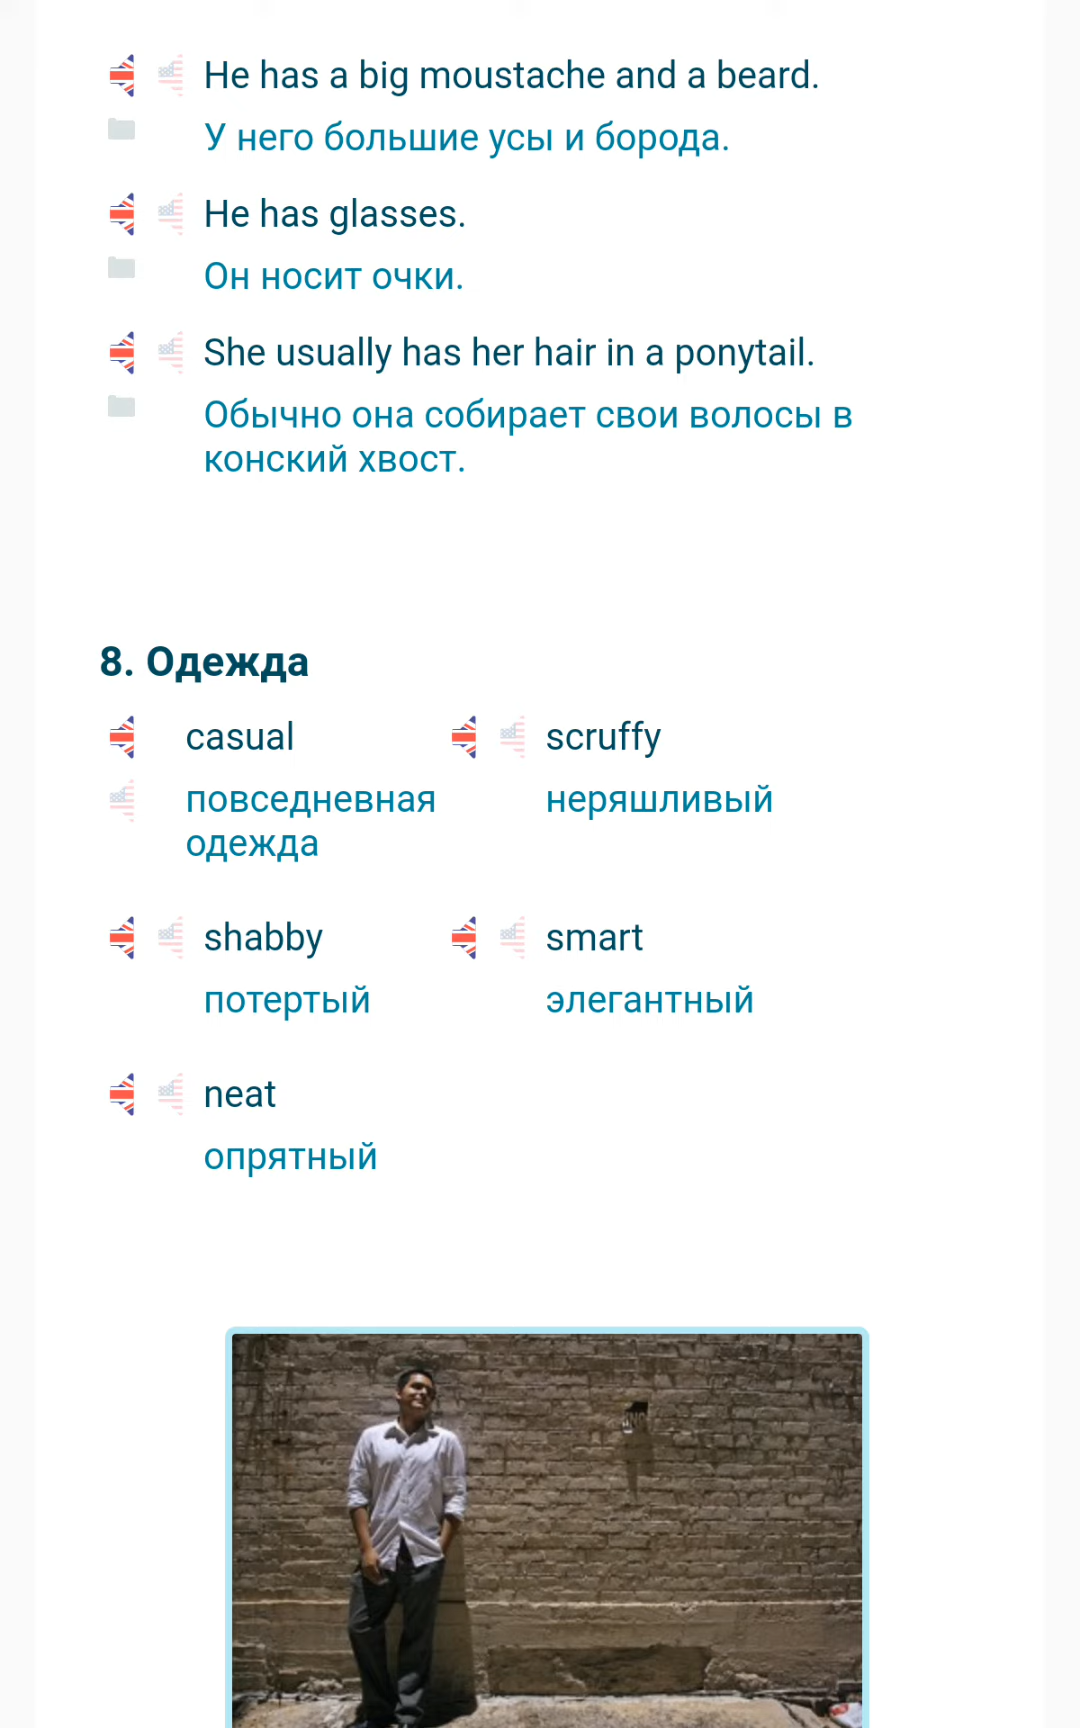 He has a big moustache and a beard.
У него большие усы и борода.
He has glasses.
Он носит очки.
She usually has her hair in a ponytail.
Обычно она собирает свои волосы в
конский хвост.
8. Одежда
casual
повседневная
одежда
scruffy
неряшливый
shabby
потертый
smart
элегантный
neat
опрятный